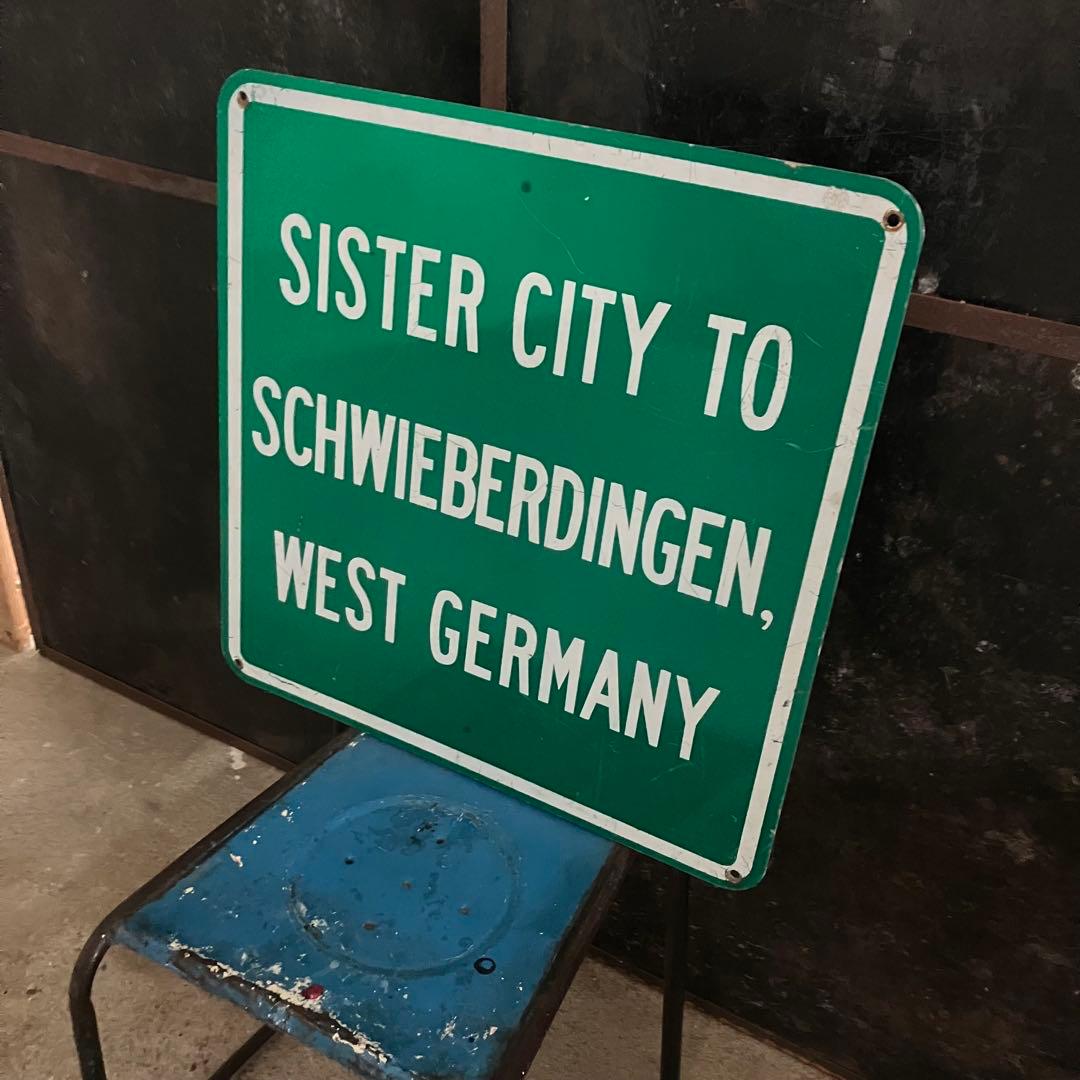 SISTER CITY TO
SCHWIEBERDINGEN,
WEST GERMANY